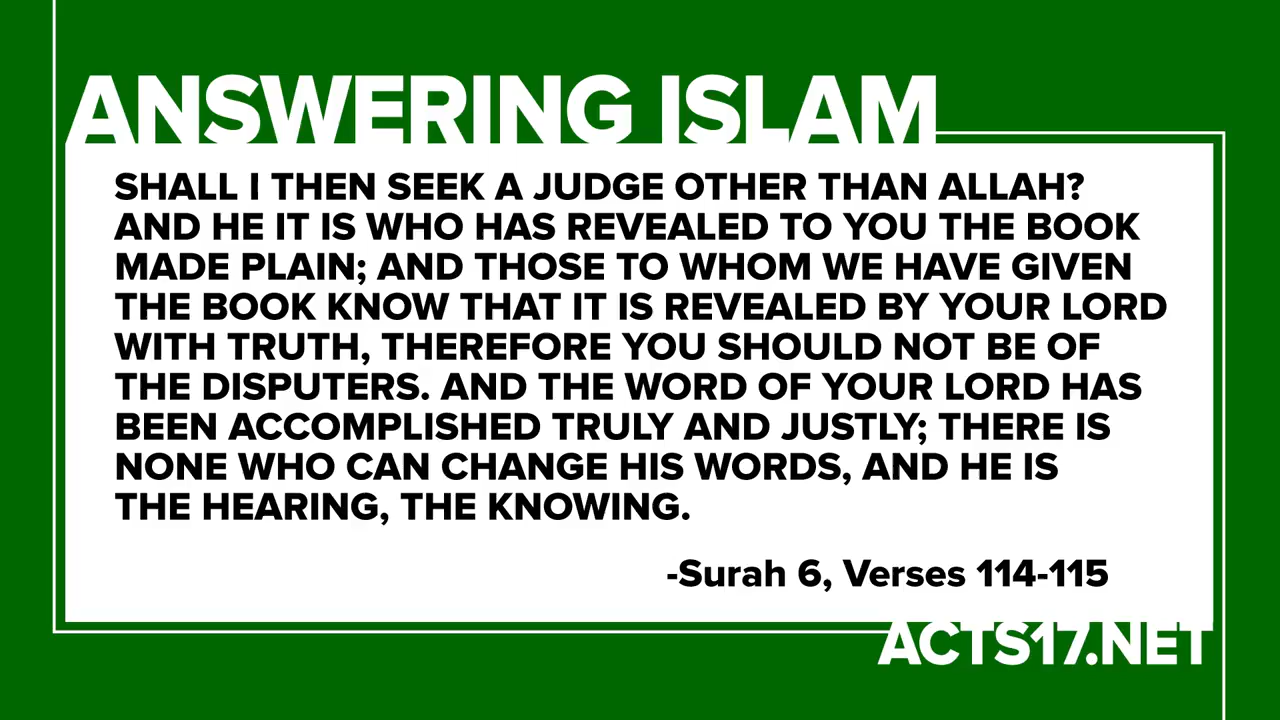 ANSWERING ISLAM
SHALL I THEN SEEK A JUDGE OTHER THAN ALLAH?
AND HE IT IS WHO HAS REVEALED TO YOU THE BOOK
MADE PLAIN; AND THOSE TO WHOM WE HAVE GIVEN
THE BOOK KNOW THAT IT IS REVEALED BY YOUR LORD
WITH TRUTH, THEREFORE YOU SHOULD NOT BE OF
THE DISPUTERS. AND THE WORD OF YOUR LORD HAS
BEEN ACCOMPLISHED TRULY AND JUSTLY; THERE IS
NONE WHO CAN CHANGE HIS WORDS, AND HE IS
THE HEARING, THE KNOWING.
-Surah 6, Verses 114-115
ACTS17.NET